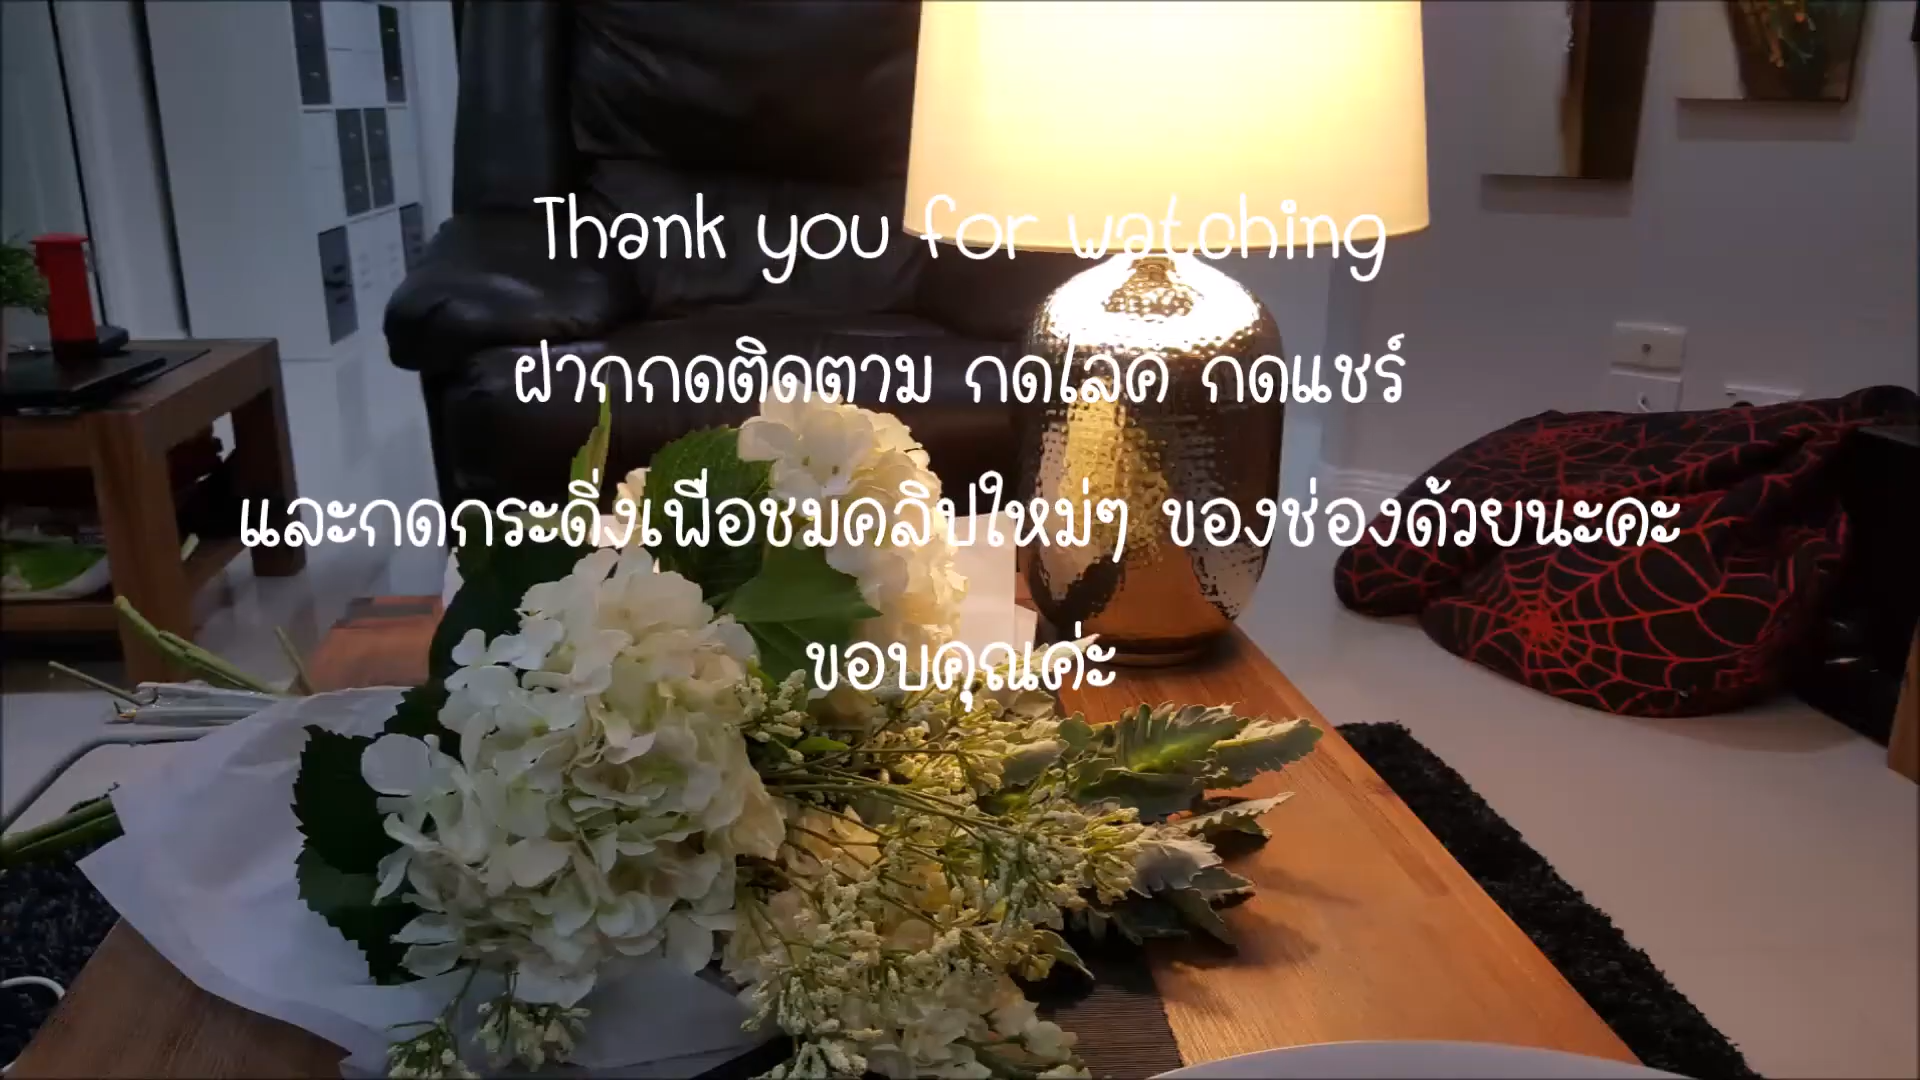 Thank you for watching
ฝากกดติดตาม กดไลค์ กดแชร์
และกดกระดิ่งเพื่อชมคลิปใหม่ๆ ของช่องด้วยนะคะ
ขอบคุณค่ะ